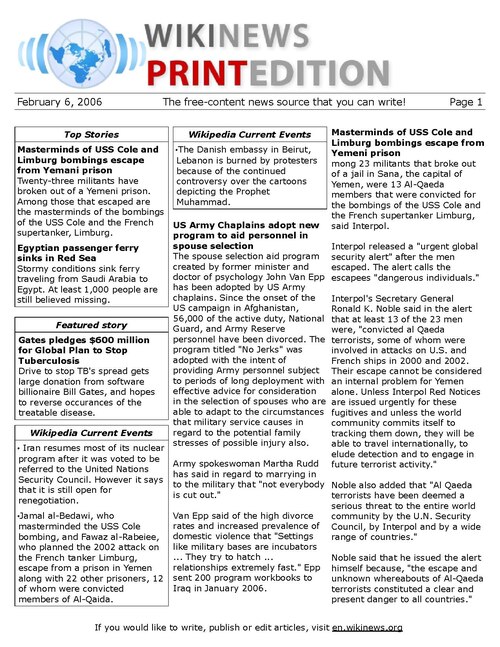 WIKINEWS
PRINTEDITION
February 6, 2006
The free-content news source that you can write!
Page 1
Top Stories
Masterminds of USS Cole and
Limburg bombings escape
from Yemani prison
Twenty-three militants have
broken out of a Yemeni prison.
Among those that escaped are
the masterminds of the bombings
of the USS Cole and the French
supertanker, Limburg.
Egyptian passenger ferry
sinks in Red Sea
Stormy conditions sink ferry
traveling from Saudi Arabia to
Egypt. At least 1,000 people are
still believed missing.
Featured story
Gates pledges $600 million
for Global Plan to Stop
Tuberculosis
Drive to stop TB's spread gets
large donation from software
billionaire Bill Gates, and hopes
to reverse occurances of the
treatable disease.
Wikipedia Current Events
· Iran resumes most of its nuclear
program after it was voted to be
referred to the United Nations
Security Council. However it says
that it is still open for
renegotiation.
·Jamal al-Bedawi, who
masterminded the USS Cole
bombing, and Fawaz al-Rabeiee,
who planned the 2002 attack on
the French tanker Limburg,
escape from a prison in Yemen
along with 22 other prisoners, 12
of whom were convicted
members of Al-Qaida.
Wikipedia Current Events
·The Danish embassy in Beirut,
Lebanon is burned by protesters
because of the continued
controversy over the cartoons
depicting the Prophet
Muhammad.
US Army Chaplains adopt new
program to aid personnel in
spouse selection
The spouse selection aid program
created by former minister and
doctor of psychology John Van Epp
has been adopted by US Army
chaplains. Since the onset of the
US campaign in Afghanistan,
56,000 of the active duty, National
Guard, and Army Reserve
personnel have been divorced. The
program titled "No Jerks" was
adopted with the intent of
providing Army personnel subject
to periods of long deployment with
effective advice for consideration
in the selection of spouses who are
able to adapt to the circumstances
that military service causes in
regard to the potential family
stresses of possible injury also.
Army spokeswoman Martha Rudd
has said in regard to marrying in
to the military that "not everybody
is cut out."
Van Epp said of the high divorce
rates and increased prevalence of
domestic violence that "Settings
like military bases are incubators
... They try to hatch ...
relationships extremely fast." Epp
sent 200 program workbooks to
Iraq in January 2006.
Masterminds of USS Cole and
Limburg bombings escape from
Yemeni prison
mong 23 militants that broke out
of a jail in Sana, the capital of
Yemen, were 13 Al-Qaeda
members that were convicted for
the bombings of the USS Cole and
the French supertanker Limburg,
said Interpol.
Interpol released a "urgent global
security alert" after the men
escaped. The alert calls the
escapees "dangerous individuals."
Interpol's Secretary General
Ronald K. Noble said in the alert
that at least 13 of the 23 men
were, "convicted al Qaeda
terrorists, some of whom were
involved in attacks on U.S. and
French ships in 2000 and 2002.
Their escape cannot be considered
an internal problem for Yemen
alone. Unless Interpol Red Notices
are issued urgently for these
fugitives and unless the world
community commits itself to
tracking them down, they will be
able to travel internationally, to
elude detection and to engage in
future terrorist activity."
Noble also added that "Al Qaeda
terrorists have been deemed a
serious threat to the entire world
community by the U.N. Security
Council, by Interpol and by a wide
range of countries."
Noble said that he issued the alert
himself because, "the escape and
unknown whereabouts of Al-Qaeda
terrorists constituted a clear and
present danger to all countries."
If you would like to write, publish or edit articles, visit en.wikinews.org